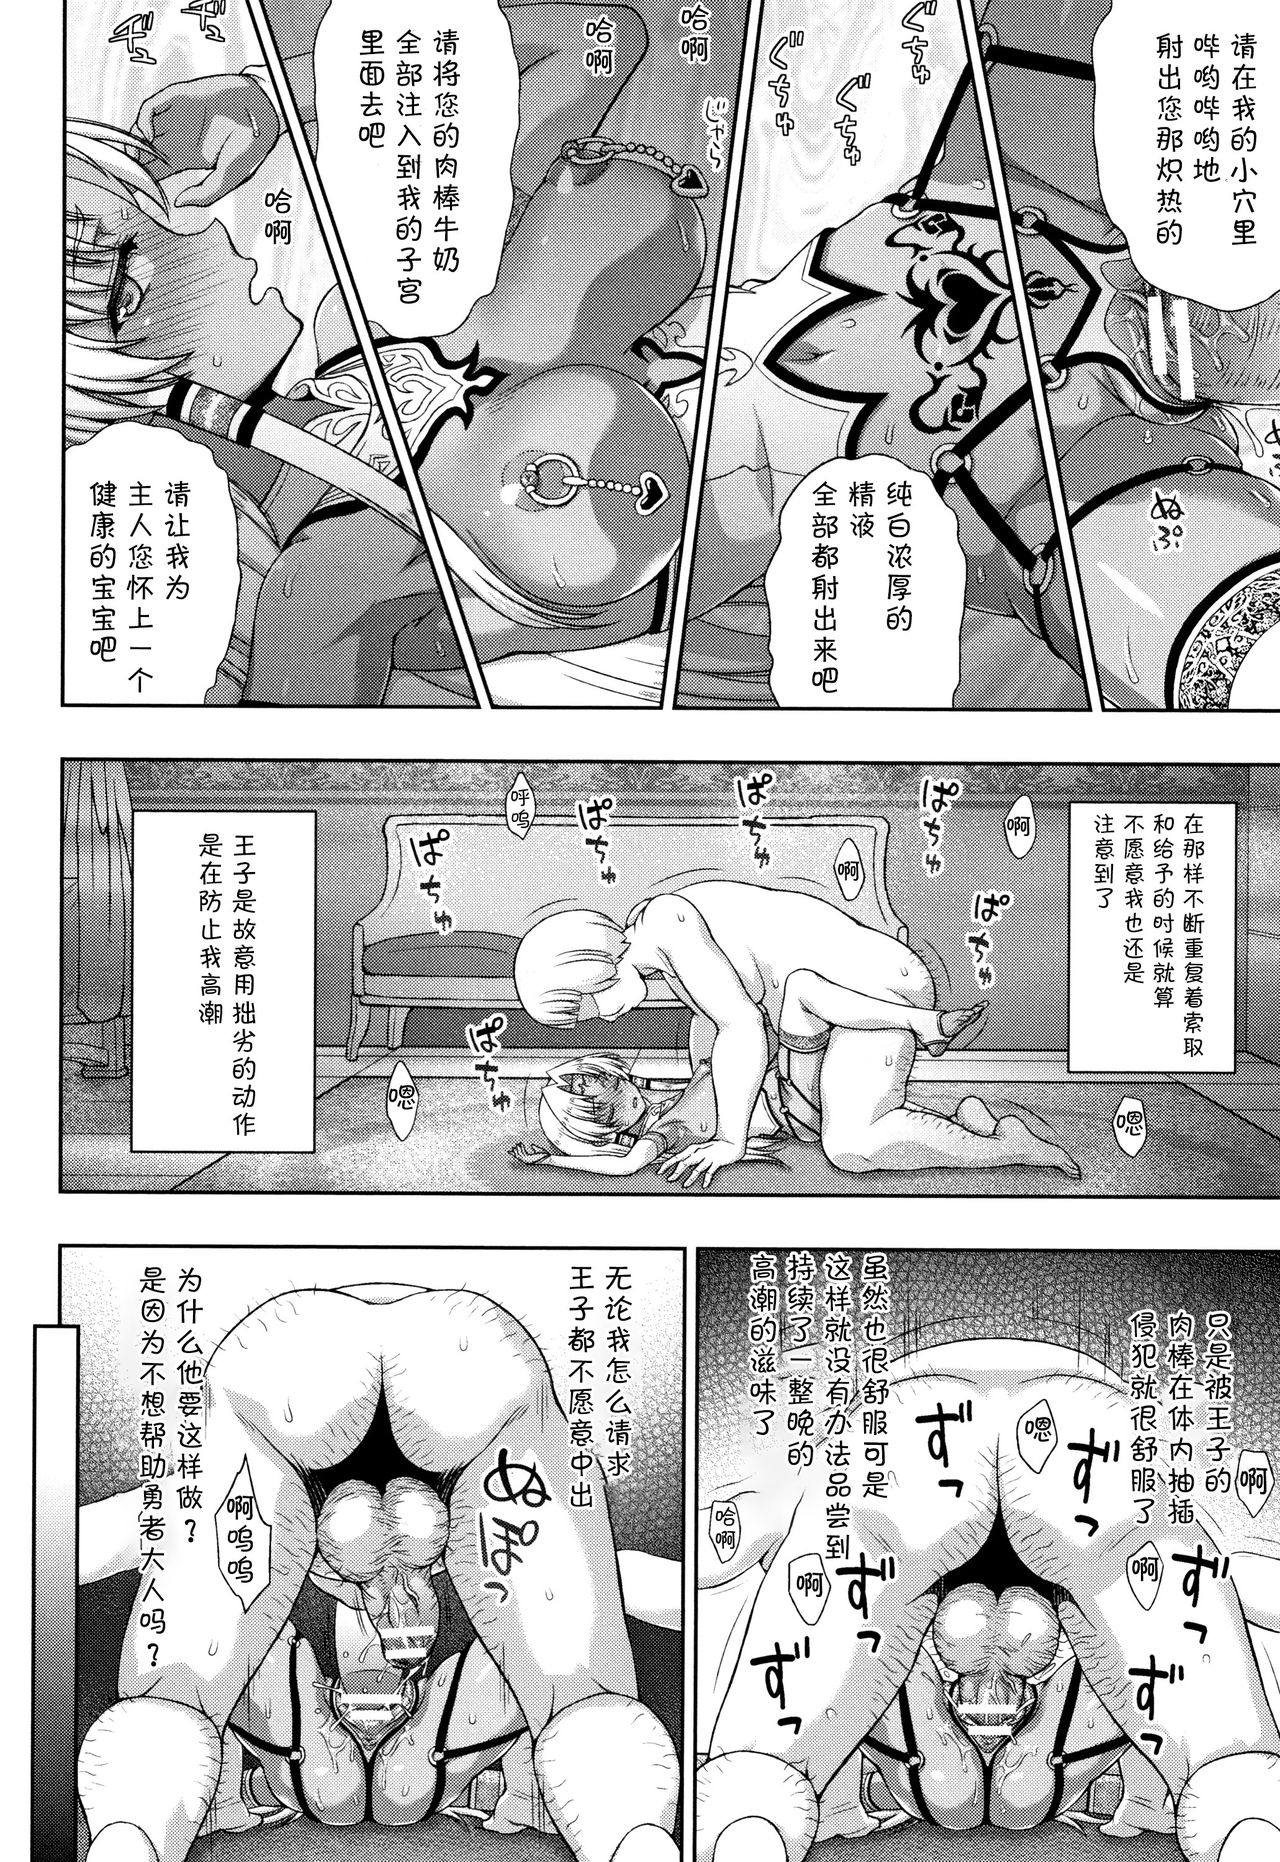 请在我的小穴里
哗哟哗哟地
射出您那炽热的
纯白浓厚的
精液
全部都射出来吧
请将您的肉棒牛奶
全部注入到我的子宫
里面去吧
请让我为
主人您怀上一个
健康的宝宝吧
哈啊
哈啊
哈啊
ぐちゅ
ぐちゅ
じゃら
ぬぷ
在那样不断重复着索取
和给予的时候就算
不愿意我也还是
注意到了
王子是故意用拙劣的动作
是在防止我高潮
啊
啊
呼呜
嗯
嗯
ぱちゅ
ぱちゅ
ぱちゅ
ぱちゅ
ぱちゅ
ぱちゅ
只是被王子的
肉棒在体内抽插
侵犯就很舒服了
虽然也很舒服可是
这样就没有办法品尝到
持续了一整晚的
高潮的滋味了
啊
嗯
啊
啊
哈啊
ずっ
ずっ
ずっ
ずっ
ずっ
无论我怎么请求
王子都不愿意中出
为什么他要这样做？
是因为不想帮助勇者大人吗？
啊呜呜
ぬぽっ